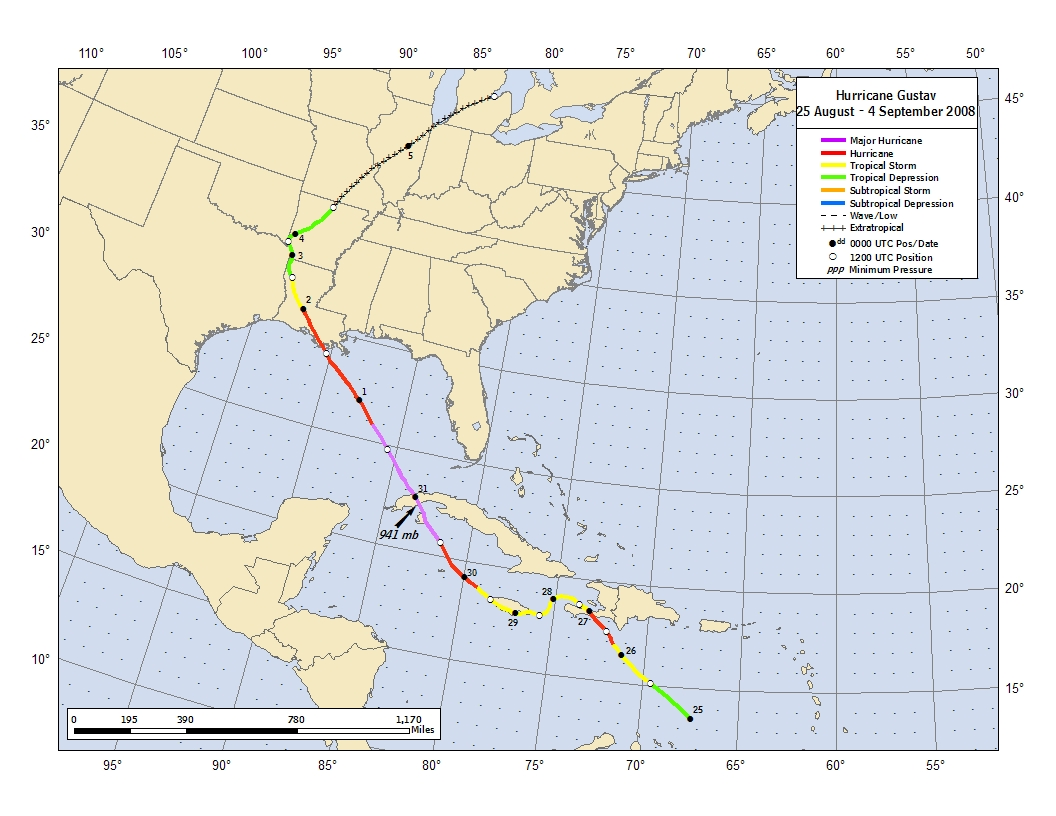 110° 105° 100° 95° 90° 85° 80° 75° 70° 65° 60° 55° 50°
Hurricane Gustav
25 August - 4 September 2008
Major Hurricane
Hurricane
Tropical Storm
Tropical Depression
Subtropical Storm
Subtropical Depression
Wave/Low
Extratropical
dd 0000 UTC Pos/Date
1200 UTC Position
ppp Minimum Pressure
45°
35°
5
40°
30°
4
3
35°
2
25°
1
30°
20°
31
25°
941 mb
15°
30
28
20°
29
27
10°
26
15°
25
0 195 390 780 1,170
Miles
95° 90° 85° 80° 75° 70° 65° 60° 55°